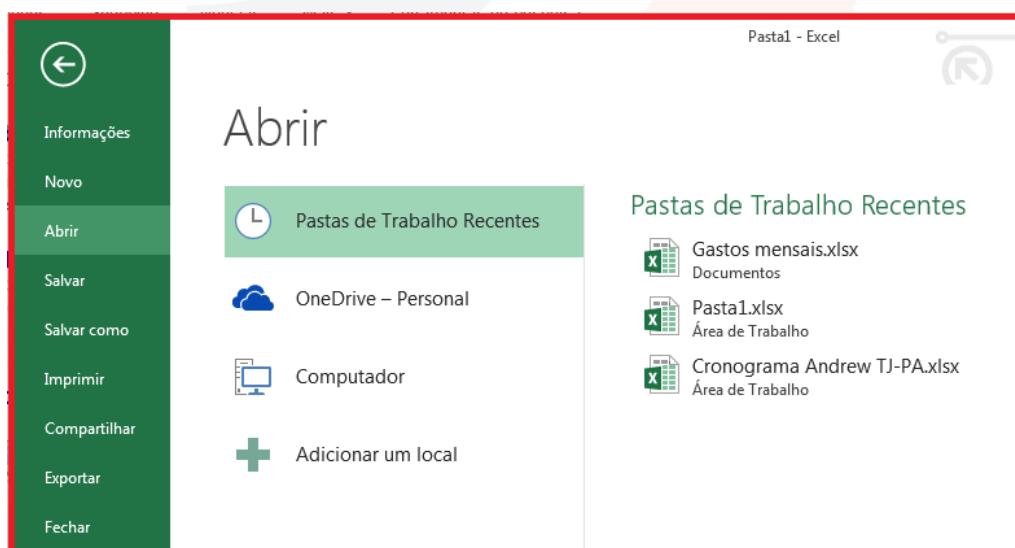 Pasta1 - Excel
Informações
Novo
Abrir
Salvar
Salvar como
Imprimir
Compartilhar
Exportar
Fechar
Abrir
Pastas de Trabalho Recentes
OneDrive – Personal
Computador
Adicionar um local
Pastas de Trabalho Recentes
Gastos mensais.xlsx
Documentos
Pasta1.xlsx
Área de Trabalho
Cronograma Andrew TJ-PA.xlsx
Área de Trabalho